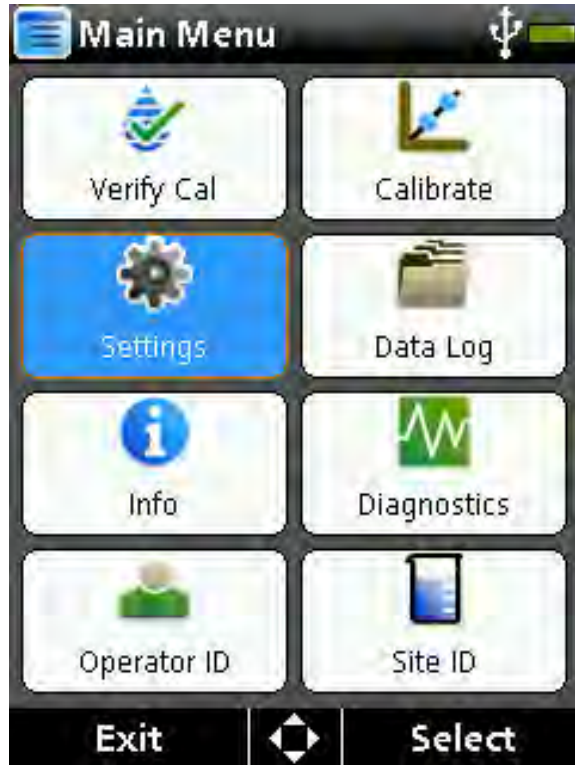 Main Menu
Verify Cal
Calibrate
Settings
Data Log
Info
Diagnostics
Operator ID
Site ID
Exit
Select